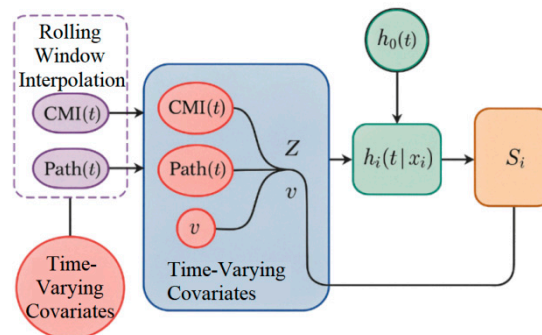 Rolling
Window
Interpolation
CMI(t)
Path(t)
Time-
Varying
Covariates
CMI(t)
Path(t)
v
Z
v
Time-Varying
Covariates
h₀(t)
hᵢ(t | xᵢ)
Sᵢ